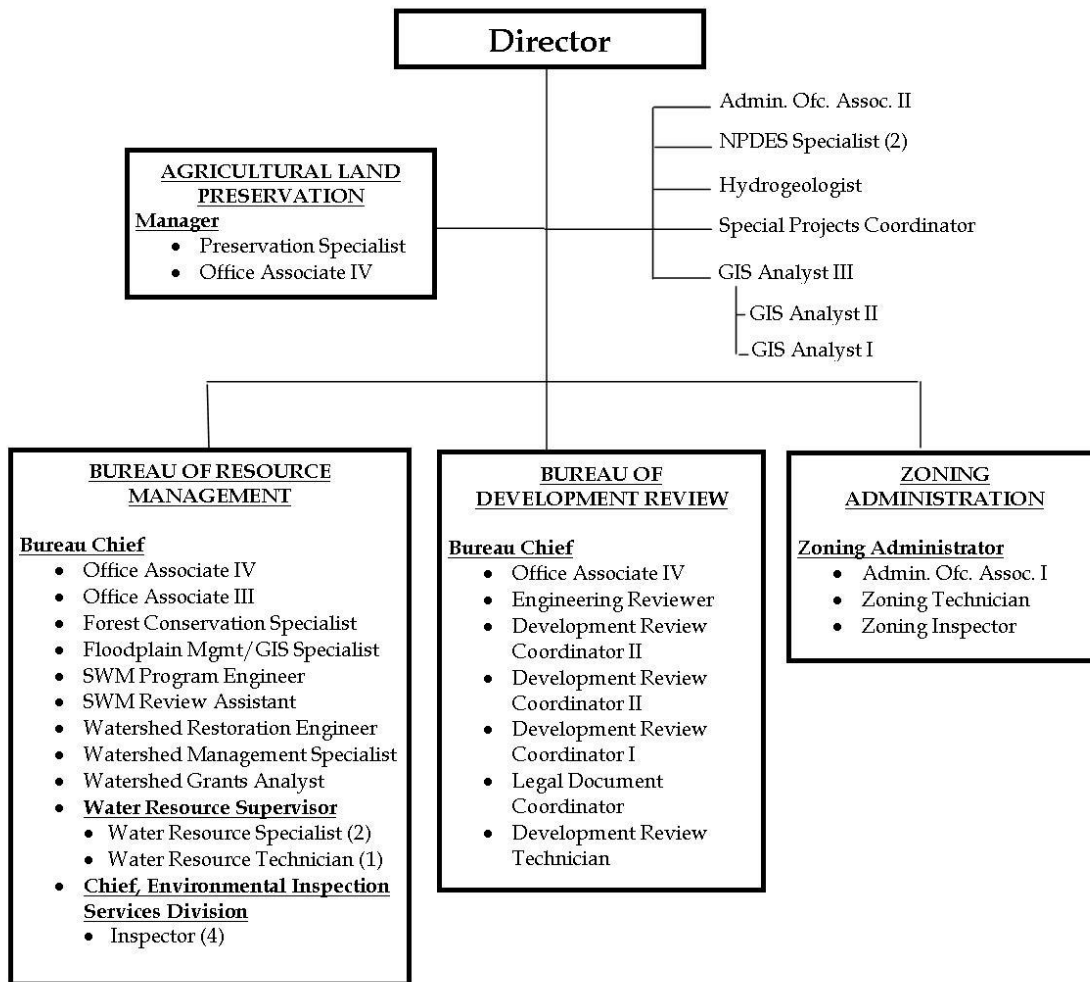 Director
Admin. Ofc. Assoc. II
NPDES Specialist (2)
Hydrogeologist
Special Projects Coordinator
GIS Analyst III
GIS Analyst II
GIS Analyst I
AGRICULTURAL LAND
PRESERVATION
Manager
• Preservation Specialist
• Office Associate IV
BUREAU OF RESOURCE
MANAGEMENT
Bureau Chief
• Office Associate IV
• Office Associate III
• Forest Conservation Specialist
• Floodplain Mgmt/GIS Specialist
• SWM Program Engineer
• SWM Review Assistant
• Watershed Restoration Engineer
• Watershed Management Specialist
• Watershed Grants Analyst
• Water Resource Supervisor
• Water Resource Specialist (2)
• Water Resource Technician (1)
• Chief, Environmental Inspection
Services Division
• Inspector (4)
BUREAU OF
DEVELOPMENT REVIEW
Bureau Chief
• Office Associate IV
• Engineering Reviewer
• Development Review
Coordinator II
• Development Review
Coordinator II
• Development Review
Coordinator I
• Legal Document
Coordinator
• Development Review
Technician
ZONING
ADMINISTRATION
Zoning Administrator
• Admin. Ofc. Assoc. I
• Zoning Technician
• Zoning Inspector